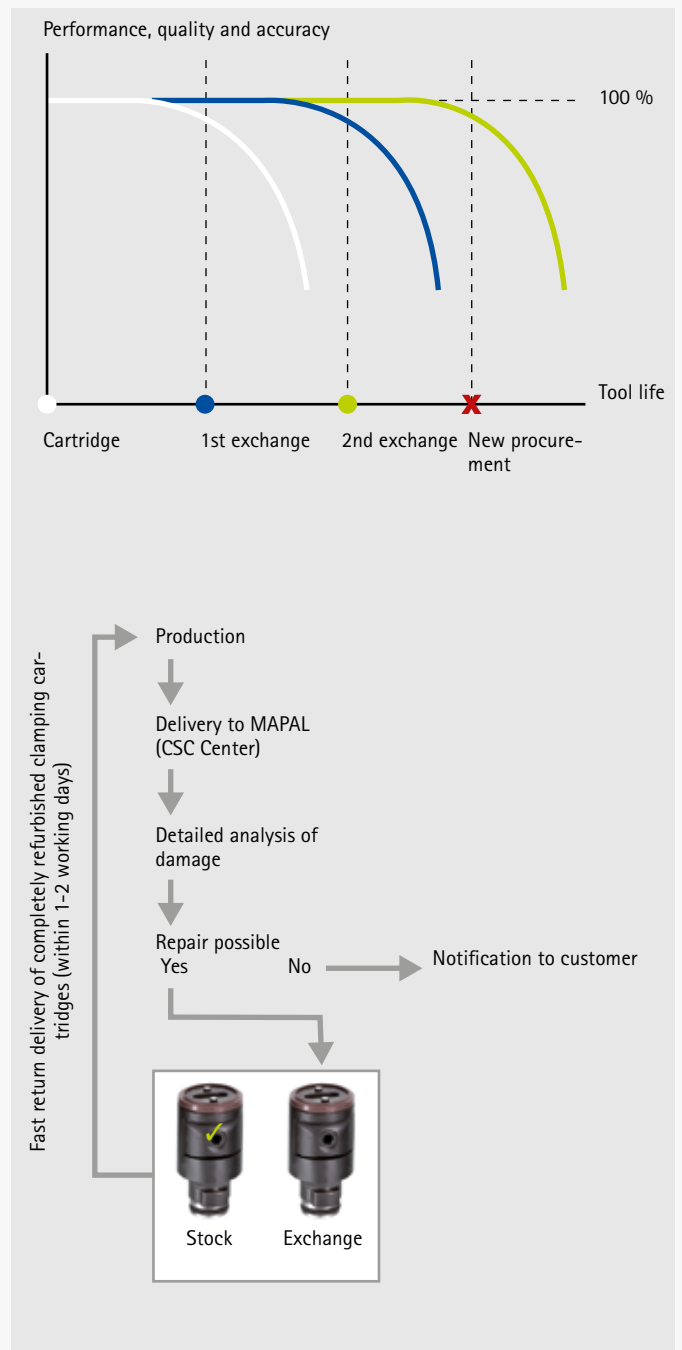 Performance, quality and accuracy
100 %
Tool life
Cartridge
1st exchange
2nd exchange
New procure-
ment
Production
Delivery to MAPAL
(CSC Center)
Detailed analysis of
damage
Repair possible
Yes
No
Notification to customer
Stock
Exchange
Fast return delivery of completely refurbished clamping car-
tridges (within 1-2 working days)